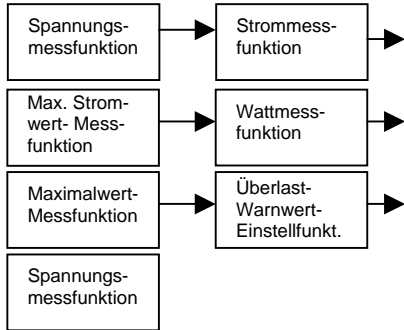 Spannungs-
messfunktion
Strommess-
funktion
Max. Strom-
wert- Mess-
funktion
Wattmess-
funktion
Maximalwert-
Messfunktion
Überlast-
Warnwert-
Einstellfunkt.
Spannungs-
messfunktion